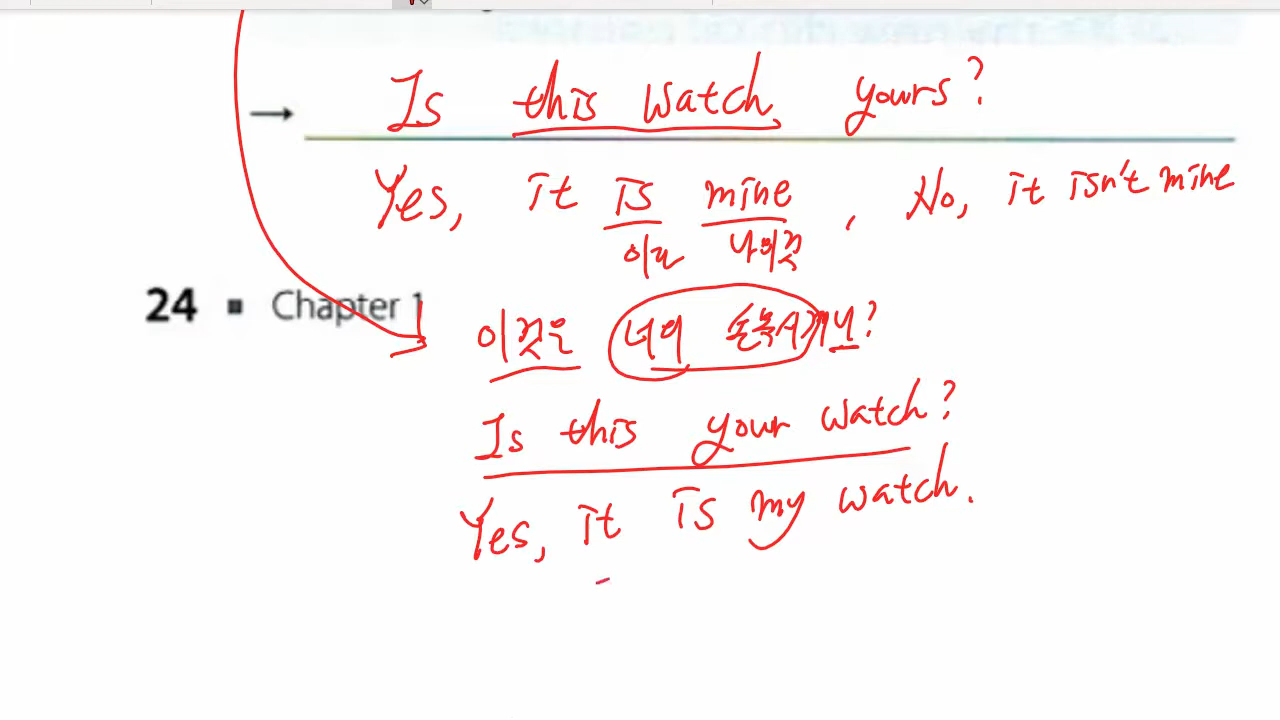 Is this watch yours?
Yes, it is mine, No, it isn't mine
이다 나의것
24 ■ Chapter 1
이것은 너의 손목시계니?
Is this your watch?
Yes, it is my watch.